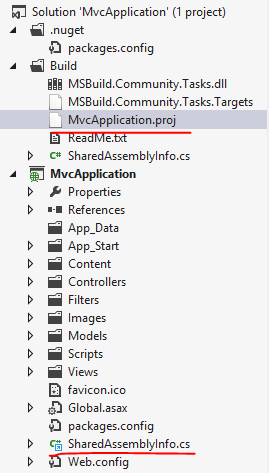 Solution 'MvcApplication' (1 project)
.nuget
packages.config
Build
MSBuild.Community.Tasks.dll
MSBuild.Community.Tasks.Targets
MvcApplication.proj
ReadMe.txt
SharedAssemblyInfo.cs
MvcApplication
Properties
References
App_Data
App_Start
Content
Controllers
Filters
Images
Models
Scripts
Views
favicon.ico
Global.asax
packages.config
SharedAssemblyInfo.cs
Web.config